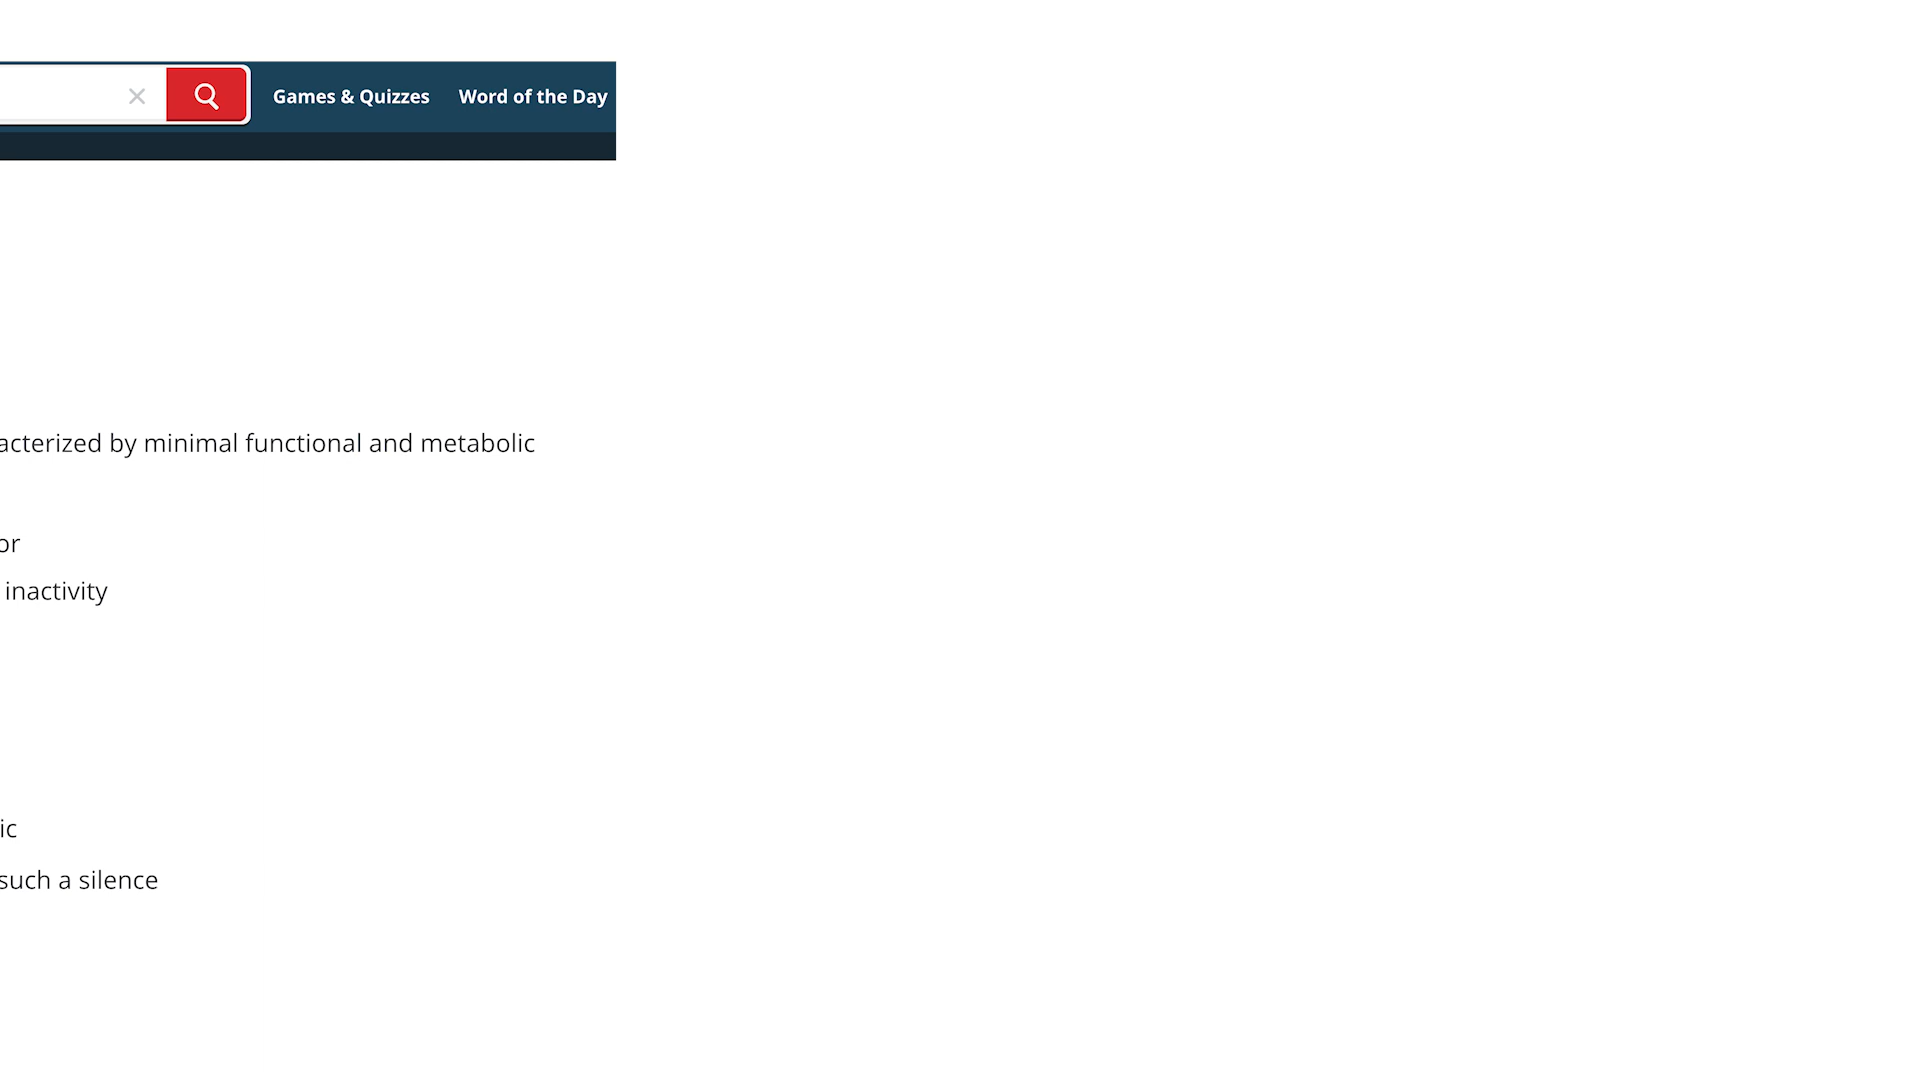 Games & Quizzes Word of the Day
acterized by minimal functional and metabolic
or
inactivity
ic
such a silence